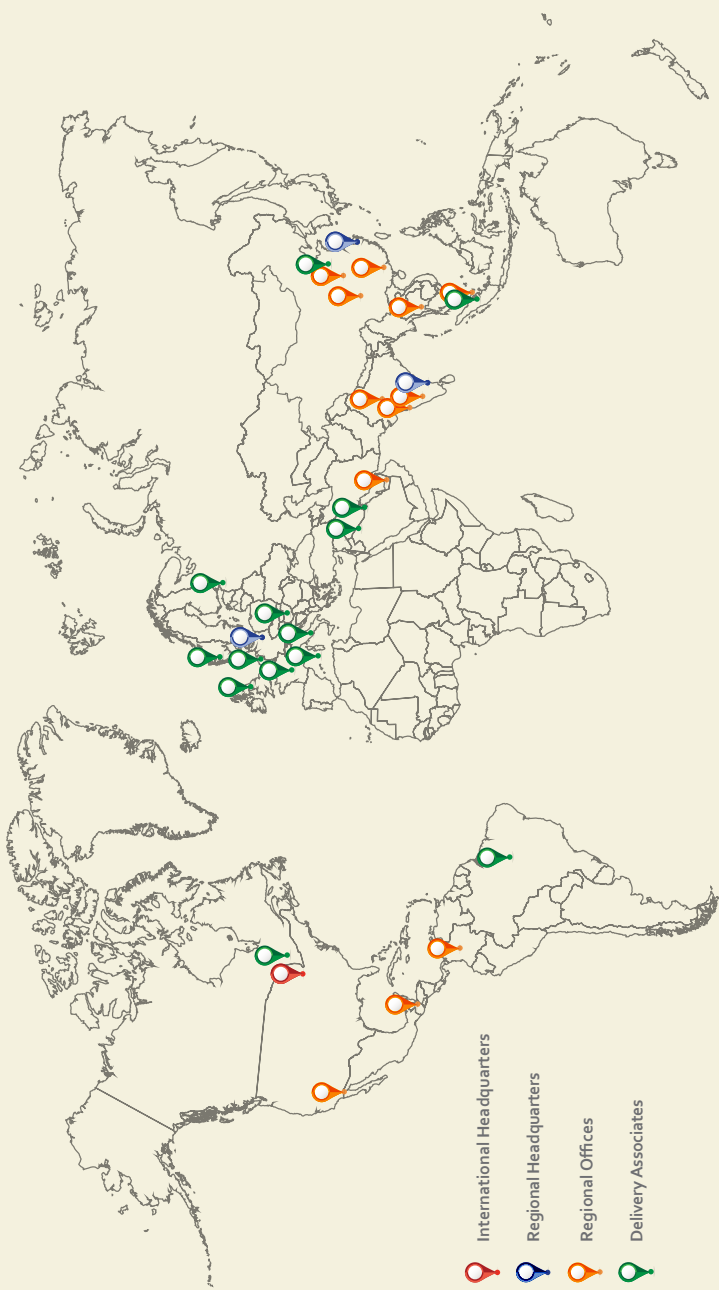 International Headquarters
Regional Headquarters
Regional Offices
Delivery Associates